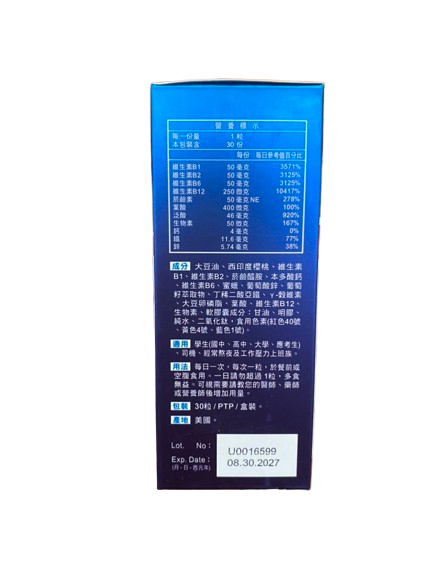 營養標示
每一份量 1 粒
本包裝含 30 份
每份 每日參考值百分比
維生素B1 50 毫克 3571%
維生素B2 50 毫克 3125%
維生素B6 50 毫克 3125%
維生素B12 250 微克 10417%
菸鹼素 50 毫克 NE 278%
葉酸 400 微克 100%
泛酸 46 毫克 920%
生物素 50 微克 167%
鈣 4 毫克 0%
鐵 11.6 毫克 77%
鋅 5.74 毫克 38%
成分 大豆油、西印度櫻桃、維生素
B1、維生素B2、菸鹼醯胺、本多酸鈣
、維生素B6、蜜蠟、葡萄酸鋅、葡萄
籽萃取物、丁烯二酸亞鐵、γ-穀維素
、大豆卵磷脂、葉酸、維生素B12、
生物素、軟膠囊成分:甘油、明膠、
純水、二氧化鈦、食用色素(紅色40號
、黃色4號、藍色1號)。
適用 學生(國中、高中、大學、應考生)
、司機、經常熬夜及工作壓力上班族。
用法 每日一次,每次一粒,於餐前或
空腹食用。一日請勿超過1粒,多食
無益。可視需要請教您的醫師、藥師
或營養師後增加用量。
包裝 30粒 / PTP / 盒裝。
產地 美國。
Lot. No: U0016599
Exp. Date: 08.30.2027
(月、日、西元年)